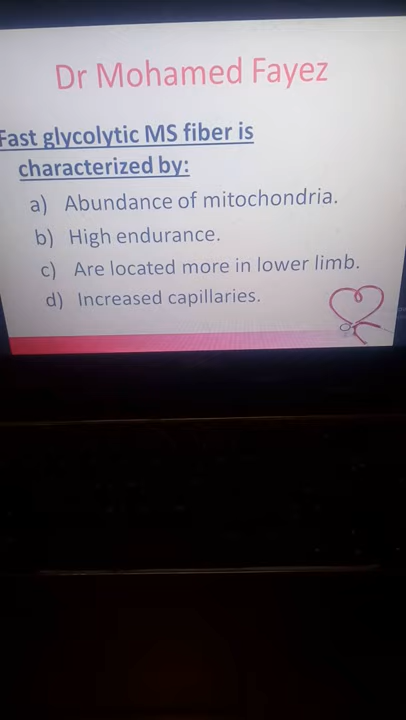 Dr Mohamed Fayez
Fast glycolytic MS fiber is
characterized by:
a) Abundance of mitochondria.
b) High endurance.
c) Are located more in lower limb.
d) Increased capillaries.